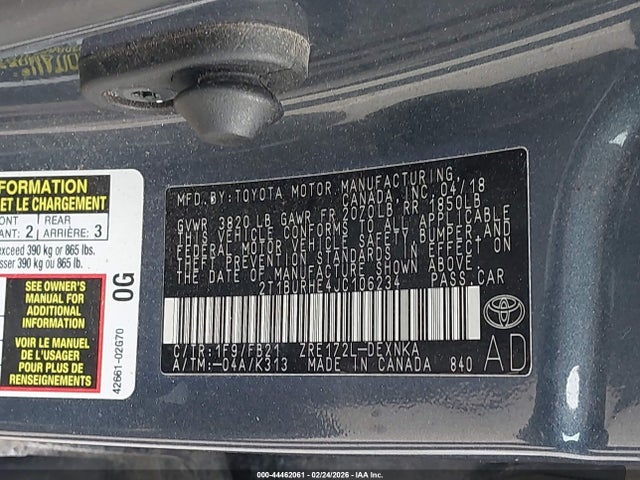 FORMATION
ET LE CHARGEMENT
ONT REAR
ANT 2 ARRIÈRE: 3
exceed 390 kg or 865 lbs.
sser 390 kg ou 865 lb.
SEE OWNER'S
MANUAL FOR
ADDITIONAL
INFORMATION
VOIR LE MANUEL
DE L'USAGER
POUR PLUS DE
RENSEIGNEMENTS
0G
42661-02G70
MFD. BY: TOYOTA MOTOR MANUFACTURING
CANADA, INC. 04/18
GVWR 3820 LB GAWR FR 2020LB, RR 1850LB
THIS VEHICLE CONFORMS TO ALL APPLICABLE
FEDERAL MOTOR VEHICLE SAFETY, BUMPER AND
THEFT PREVENTION STANDARDS IN EFFECT ON
THE DATE OF MANUFACTURE SHOWN ABOVE.
2T1BURHE4JC106234 PASS.CAR
C/TR:1F9/FB21 ZRE172L-DEXNKA
A/TM:-04A/K313 MADE IN CANADA 840
AD
000-44462061 - 02/24/2026 - IAA Inc.